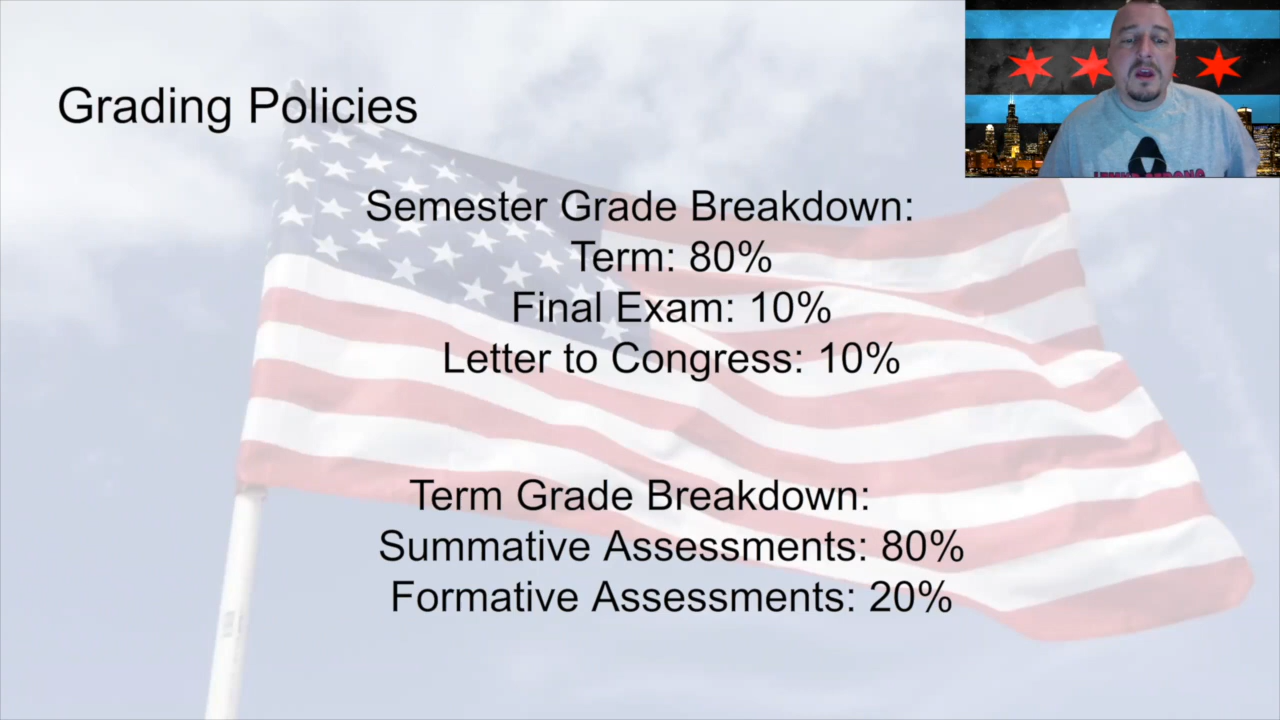 Grading Policies
Semester Grade Breakdown:
Term: 80%
Final Exam: 10%
Letter to Congress: 10%
Term Grade Breakdown:
Summative Assessments: 80%
Formative Assessments: 20%